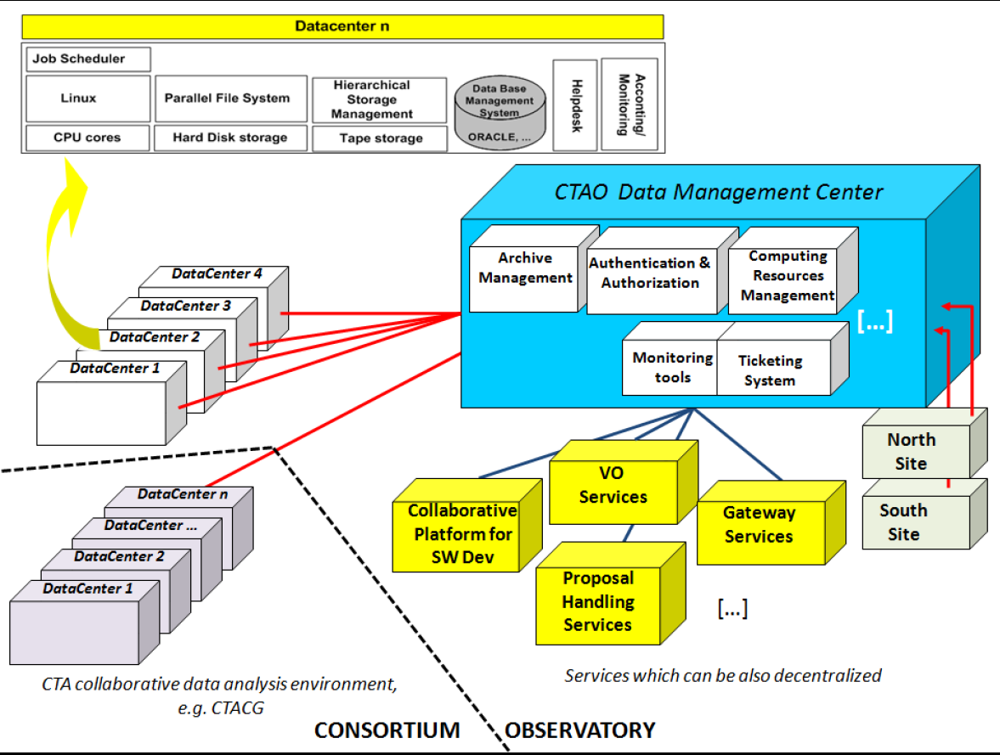 Datacenter n
Job Scheduler
Linux
Parallel File System
Hierarchical
Storage
Management
CPU cores
Hard Disk storage
Tape storage
Data Base
Management
System
ORACLE, ...
Helpdesk
Acconting/
Monitoring
CTAO Data Management Center
Archive
Management
Authentication &
Authorization
Computing
Resources
Management
[...]
Monitoring
tools
Ticketing
System
DataCenter 4
DataCenter 3
DataCenter 2
DataCenter 1
North
Site
South
Site
VO
Services
Collaborative
Platform for
SW Dev
Gateway
Services
Proposal
Handling
Services
[...]
DataCenter n
DataCenter ...
DataCenter 2
DataCenter 1
CTA collaborative data analysis environment,
e.g. CTACG
Services which can be also decentralized
CONSORTIUM
OBSERVATORY